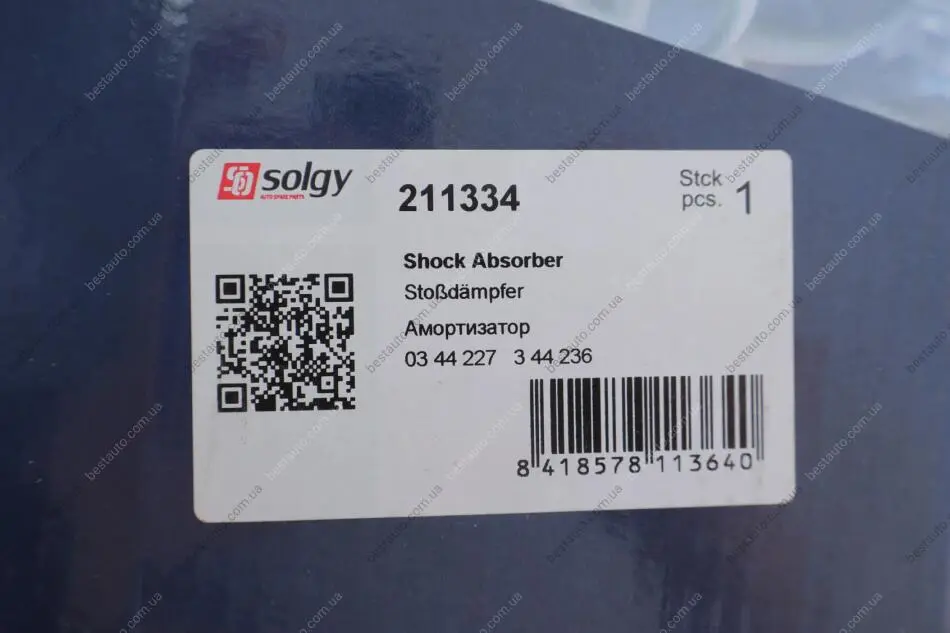 solgy
AUTO SPARE PARTS
211334
Stck
pcs. 1
Shock Absorber
Stoßdämpfer
Амортизатор
03 44 227 3 44 236
8 418578 113640
bestauto.com.ua